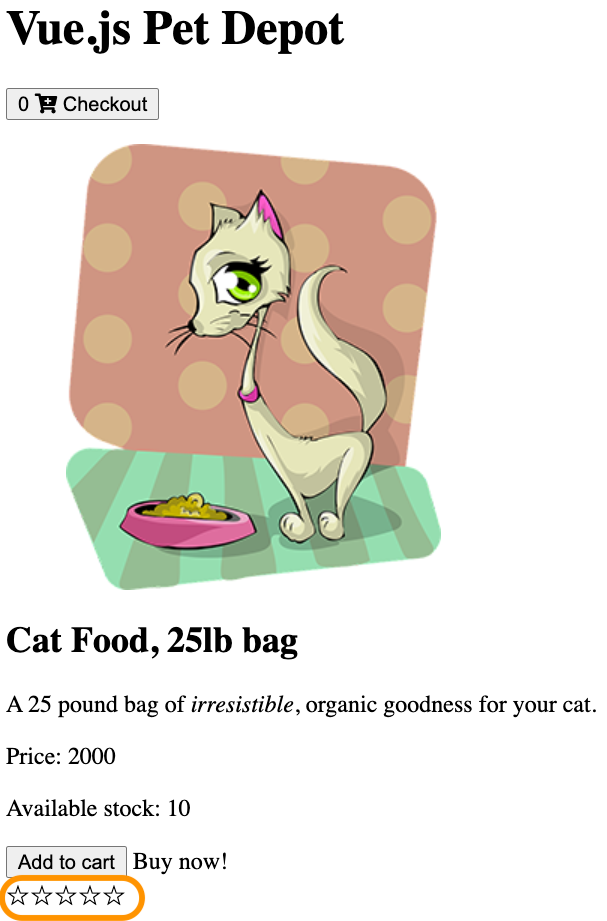 Vue.js Pet Depot
0 Checkout
Cat Food, 25lb bag
A 25 pound bag of irresistible, organic goodness for your cat.
Price: 2000
Available stock: 10
Add to cart Buy now!
☆☆☆☆☆